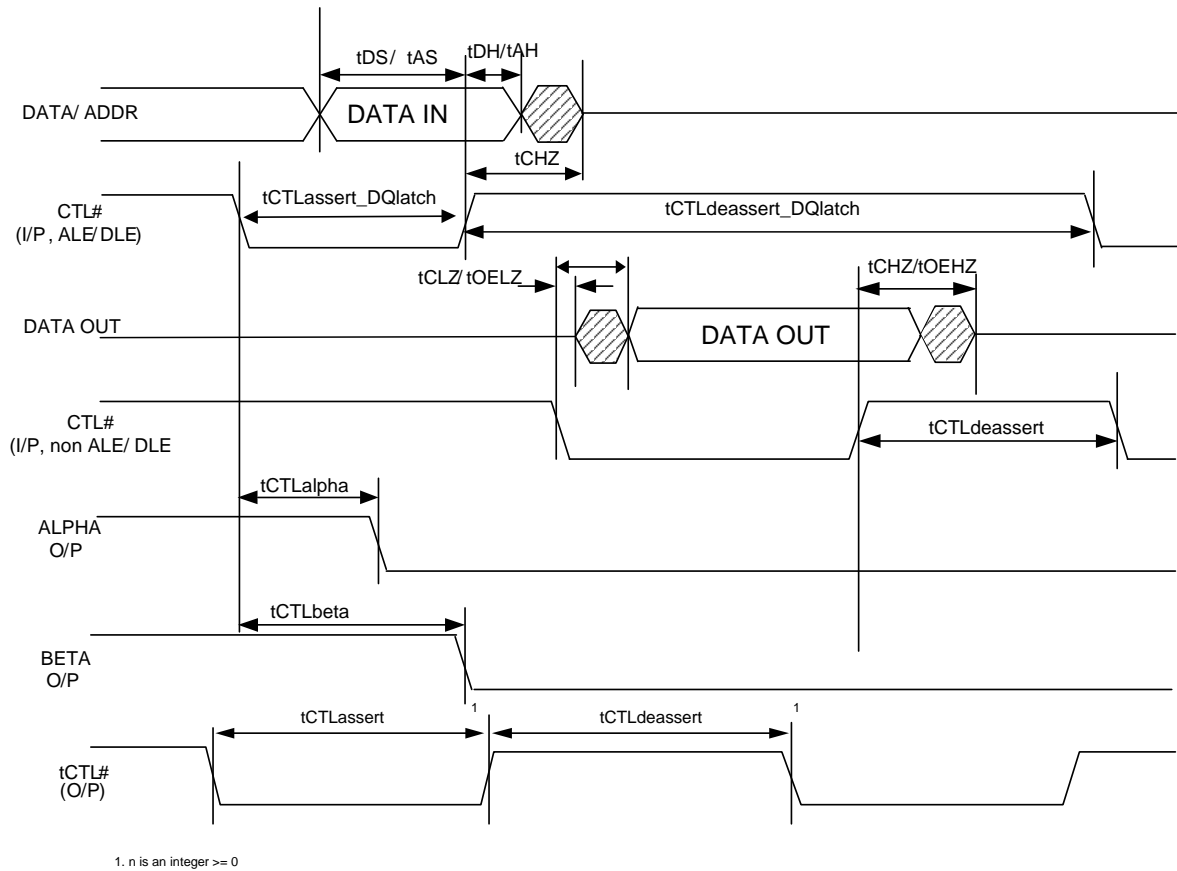 tDS/ tAS
tDH/tAH
DATA/ ADDR
DATA IN
tCHZ
CTL#
(I/P , ALE/ DLE)
tCTLassert_DQlatch
tCTLdeassert_DQlatch
tCLZ/ tOELZ
tCHZ/tOEHZ
DATA OUT
DATA OUT
CTL#
(I/P, non ALE/ DLE
tCTLdeassert
tCTLalpha
ALPHA
O/P
tCTLbeta
BETA
O/P
tCTLassert
1
tCTLdeassert
1
tCTL#
(O/P)
1. n is an integer >= 0